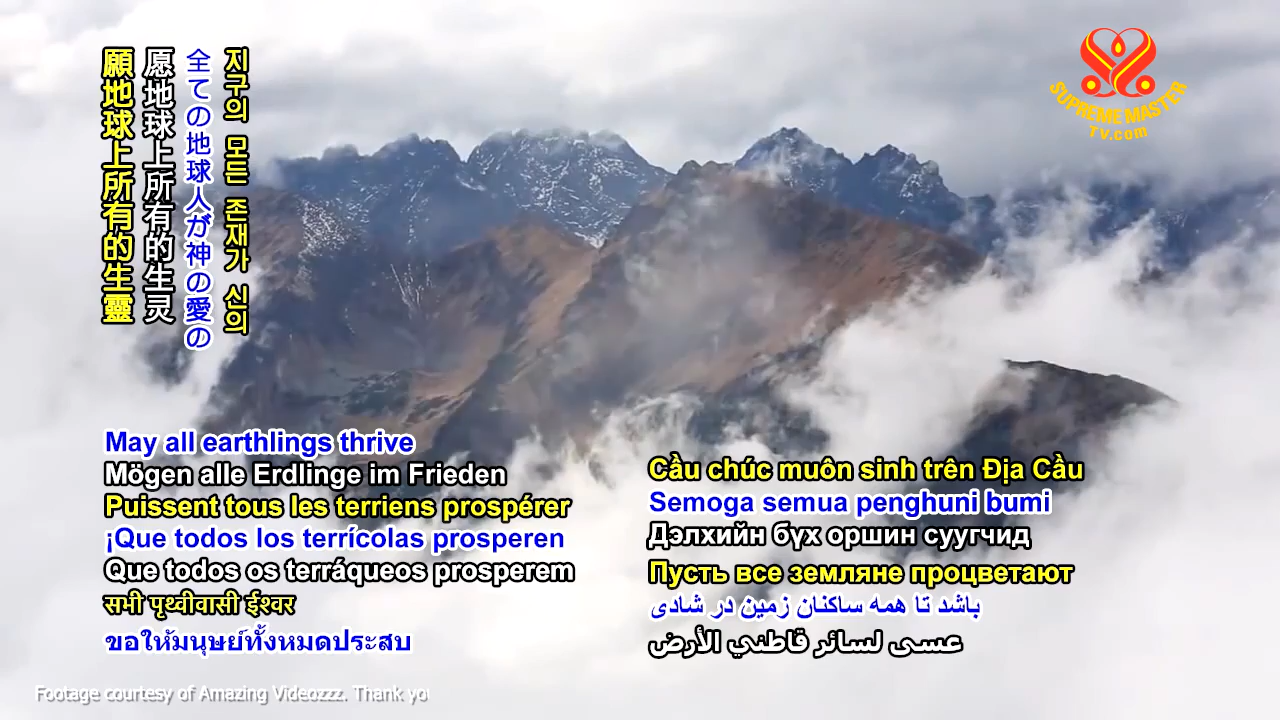 願地球上所有的生靈
愿地球上所有的生灵
全ての地球人が神の愛の
지구의 모든 존재가 신의
SUPREME MASTER
TV.com
May all earthlings thrive
Mögen alle Erdlinge im Frieden
Puissent tous les terriens prospérer
¡Que todos los terrícolas prosperen
Que todos os terráqueos prosperem
सभी पृथ्वीवासी ईश्वर
ขอให้มนุษย์ทั้งหมดประสบ
Cầu chúc muôn sinh trên Địa Cầu
Semoga semua penghuni bumi
Дэлхийн бүх оршин суугчид
Пусть все земляне процветают
باشد تا همه ساکنان زمین در شادی
عسى لسائر قاطني الأرض
Footage courtesy of Amazing Videozzz. Thank yo